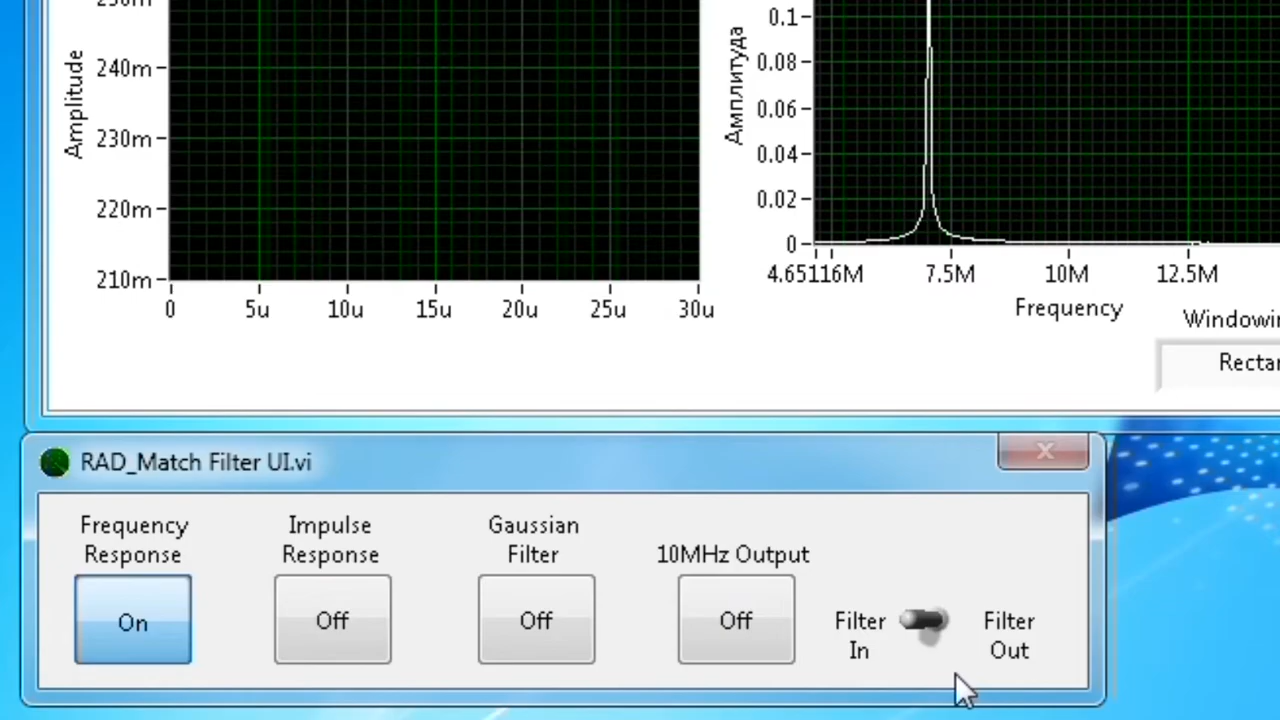 Amplitude
240m
230m
220m
210m
0
5u
10u
15u
20u
25u
30u
Амплитуда
0.1
0.08
0.06
0.04
0.02
0
4.65116M
7.5M
10M
12.5M
Frequency
RAD_Match Filter UI.vi
Frequency
Response
On
Impulse
Response
Off
Gaussian
Filter
Off
10MHz Output
Off
Filter
In
Filter
Out